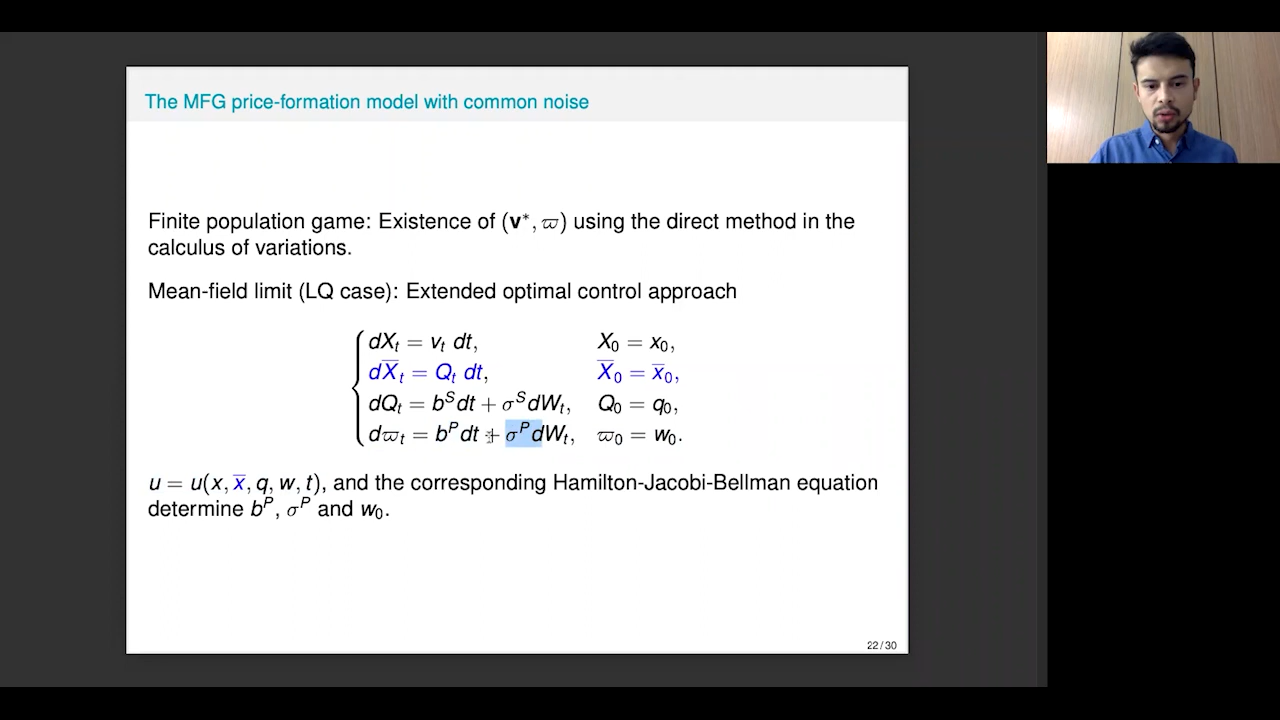 The MFG price-formation model with common noise
Finite population game: Existence of (v*, ϖ) using the direct method in the
calculus of variations.
Mean-field limit (LQ case): Extended optimal control approach
dX_t = v_t dt, X_0 = x_0,
dX̅_t = Q_t dt, X̅_0 = x̅_0,
dQ_t = b^S dt + σ^S dW_t, Q_0 = q_0,
dϖ_t = b^P dt + σ^P dW_t, ϖ_0 = w_0.
u = u(x, x̅, q, w, t), and the corresponding Hamilton-Jacobi-Bellman equation
determine b^P, σ^P and w_0.
22/30